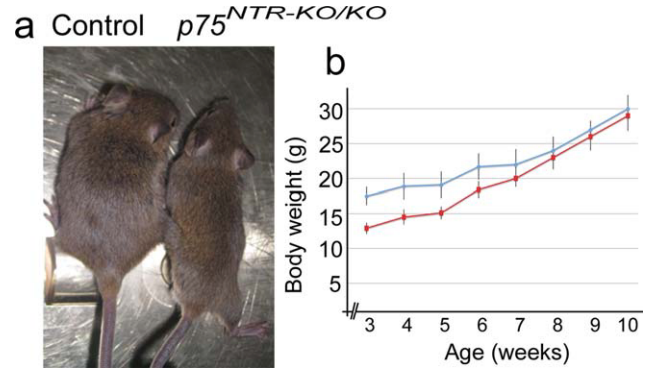 a Control p75NTR-KO/KO
b
Body weight (g)
30
25
20
15
10
5
3 4 5 6 7 8 9 10
Age (weeks)